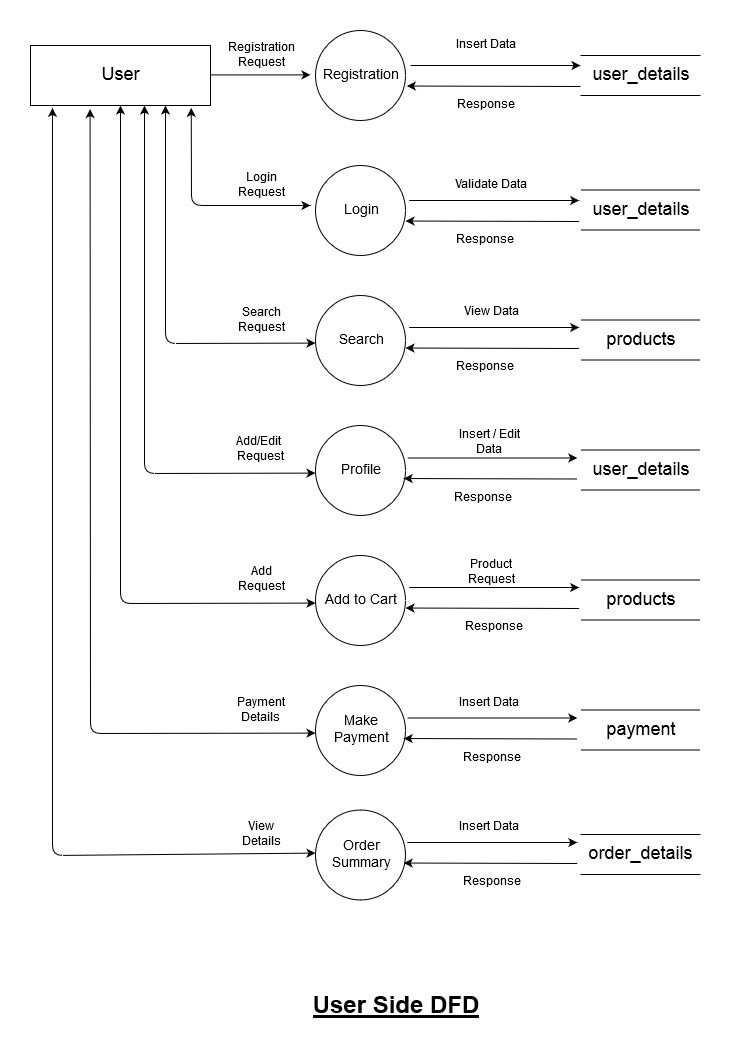 User
Registration
Request
Registration
Insert Data
Response
user_details
Login
Request
Login
Validate Data
Response
user_details
Search
Request
Search
View Data
Response
products
Add/Edit
Request
Profile
Insert / Edit
Data
Response
user_details
Add
Request
Add to Cart
Product
Request
Response
products
Payment
Details
Make
Payment
Insert Data
Response
payment
View
Details
Order
Summary
Insert Data
Response
order_details
User Side DFD